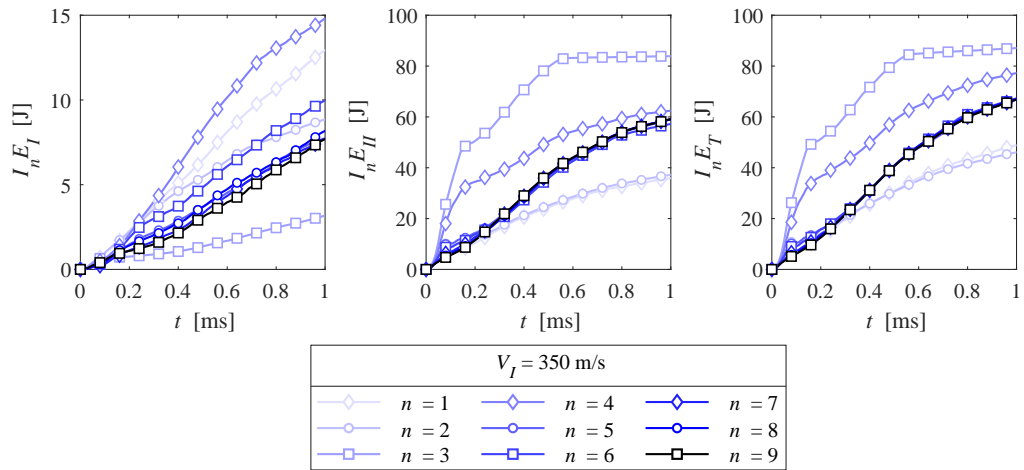 15
10
5
0
I_n E_I [J]
0 0.2 0.4 0.6 0.8 1
t [ms]
100
80
60
40
20
0
I_n E_II [J]
0 0.2 0.4 0.6 0.8 1
t [ms]
100
80
60
40
20
0
I_n E_T [J]
0 0.2 0.4 0.6 0.8 1
t [ms]
V_I = 350 m/s
n = 1 n = 4 n = 7
n = 2 n = 5 n = 8
n = 3 n = 6 n = 9